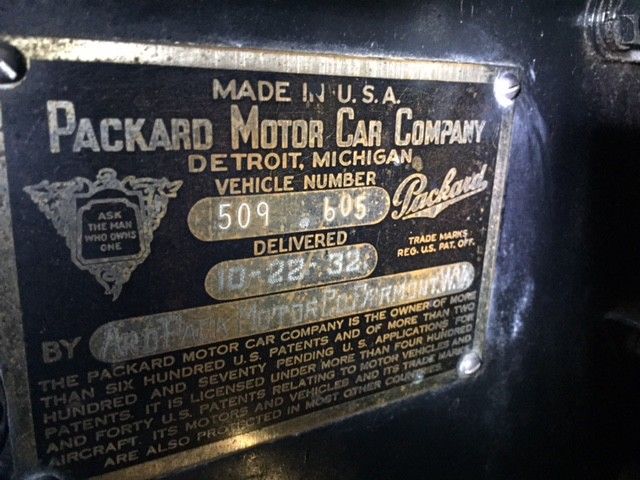 MADE IN U.S.A.
PACKARD MOTOR CAR COMPANY
DETROIT, MICHIGAN
VEHICLE NUMBER
509 605
Packard
ASK
THE MAN
WHO OWNS
ONE
TRADE MARKS
REG. U.S. PAT. OFF.
DELIVERED
10-22-32
BY PACK MOTOR
THE PACKARD MOTOR CAR COMPANY IS THE OWNER OF MORE
THAN SIX HUNDRED U.S. PATENTS AND OF MORE THAN TWO
HUNDRED AND SEVENTY PENDING U.S. APPLICATIONS FOR
PATENTS. IT IS LICENSED UNDER MORE THAN FOUR HUNDRED
AND FORTY U.S. PATENTS RELATING TO MOTOR VEHICLES AND
AIRCRAFT. ITS MOTORS AND VEHICLES AND ITS TRADE MARKS
ARE ALSO PROTECTED IN MOST OTHER COUNTRIES.